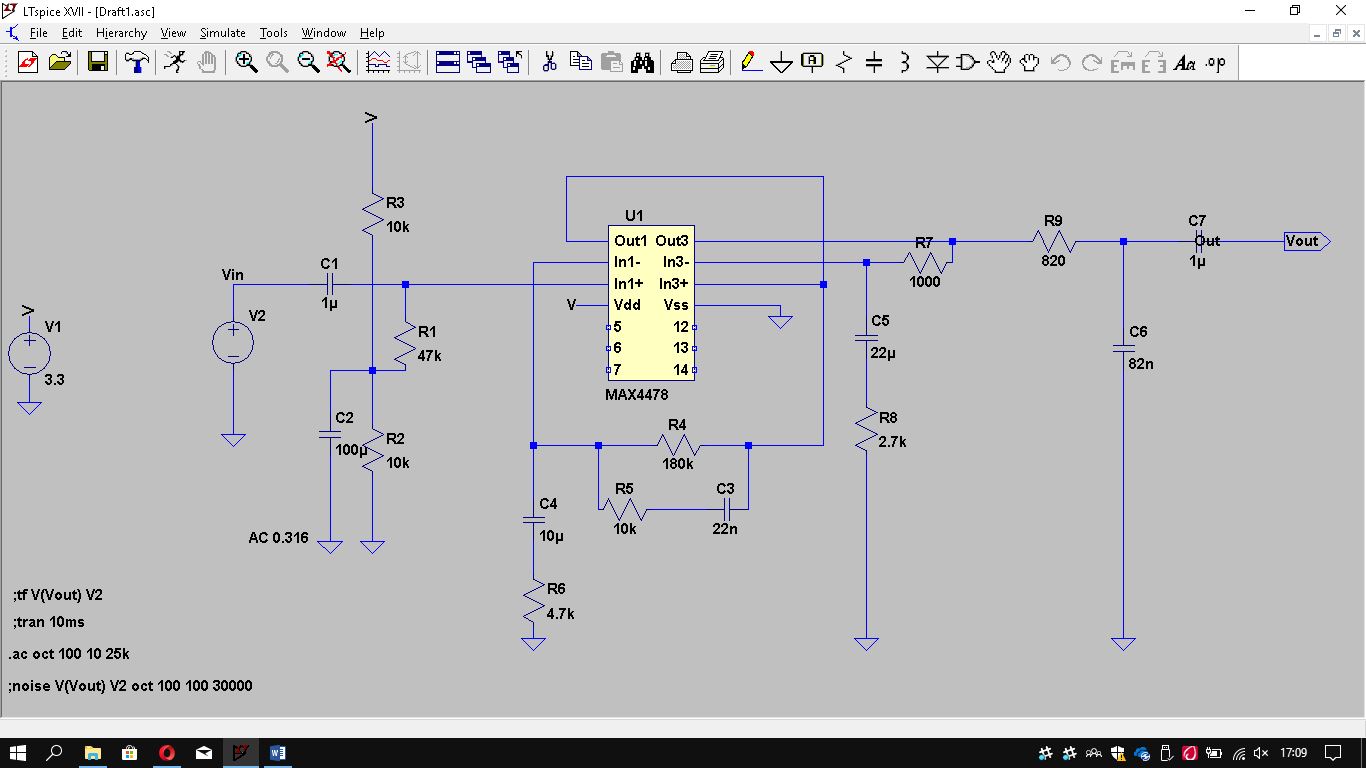 LTspice XVII - [Draft1.asc]
File Edit Hierarchy View Simulate Tools Window Help
V
R3
10k
U1
Out1 Out3
In1- In3-
In1+ In3+
Vdd Vss
5 12
6 13
7 14
MAX4478
V
Vin
C1
1µ
V2
V
V1
3.3
R1
47k
C2
100µ
R2
10k
AC 0.316
R7
1000
R9
820
C7
Out
1µ
Vout
C5
22µ
C6
82n
R8
2.7k
R4
180k
R5
10k
C3
22n
C4
10µ
R6
4.7k
;tf V(Vout) V2
;tran 10ms
.ac oct 100 10 25k
;noise V(Vout) V2 oct 100 100 30000
17:09